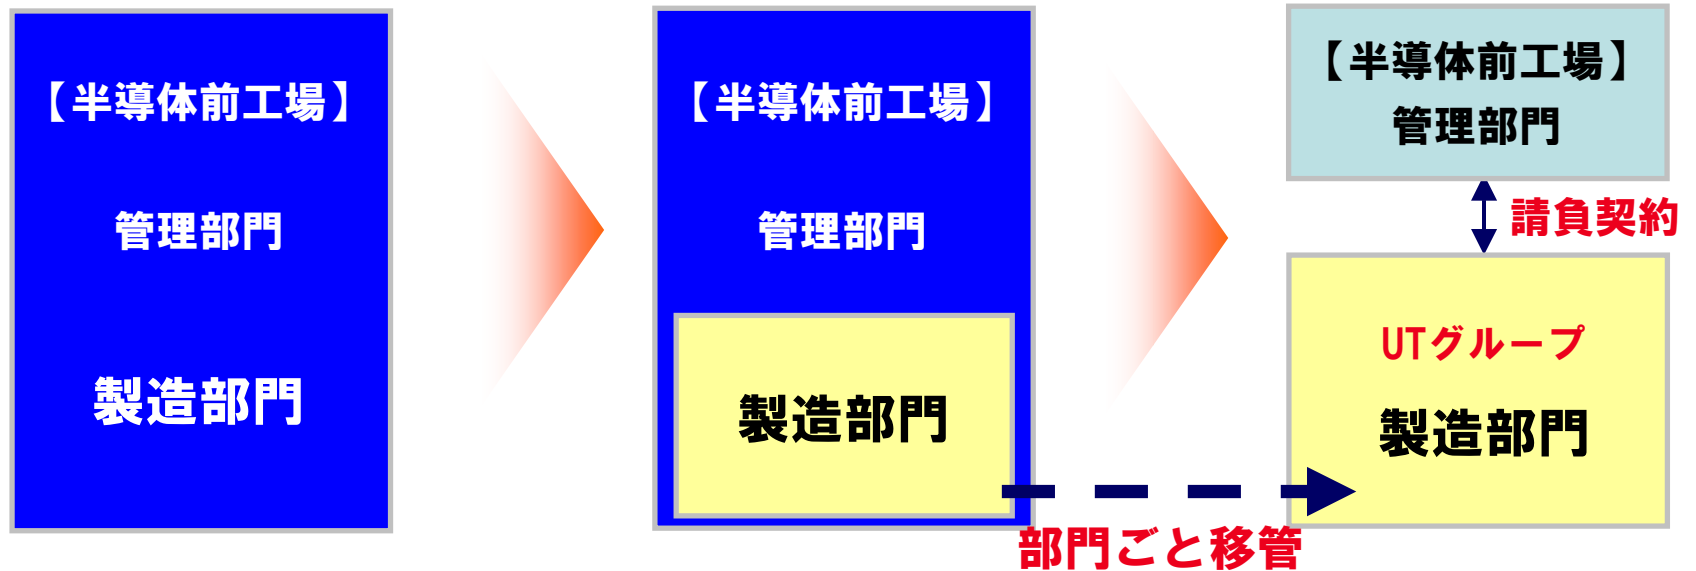 【半導体前工場】
管理部門
製造部門
【半導体前工場】
管理部門
製造部門
部門ごと移管
【半導体前工場】
管理部門
請負契約
UTグループ
製造部門